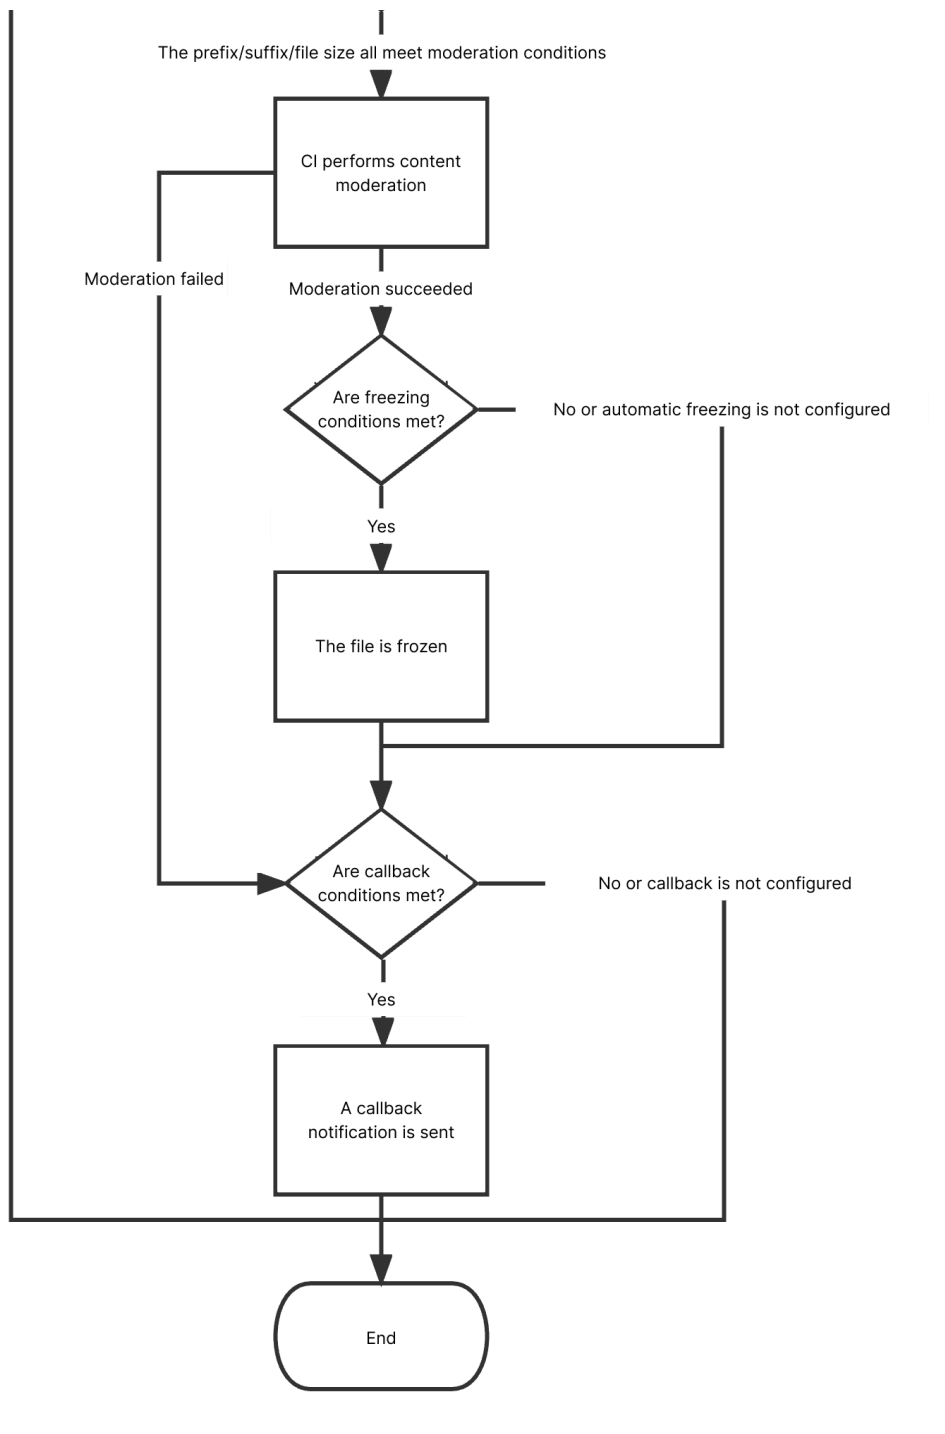 The prefix/suffix/file size all meet moderation conditions
CI performs content
moderation
Moderation failed
Moderation succeeded
Are freezing
conditions met?
No or automatic freezing is not configured
Yes
The file is frozen
Are callback
conditions met?
No or callback is not configured
Yes
A callback
notification is sent
End